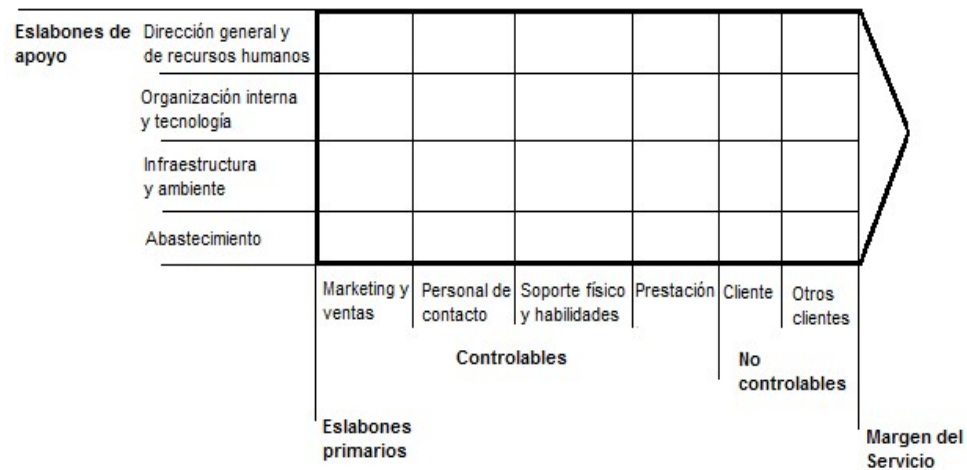 Eslabones de apoyo
Dirección general y
de recursos humanos
Organización interna
y tecnología
Infraestructura
y ambiente
Abastecimiento
Marketing y
ventas
Personal de
contacto
Soporte físico
y habilidades
Prestación
Cliente
Otros
clientes
Controlables
No
controlables
Eslabones
primarios
Margen del
Servicio